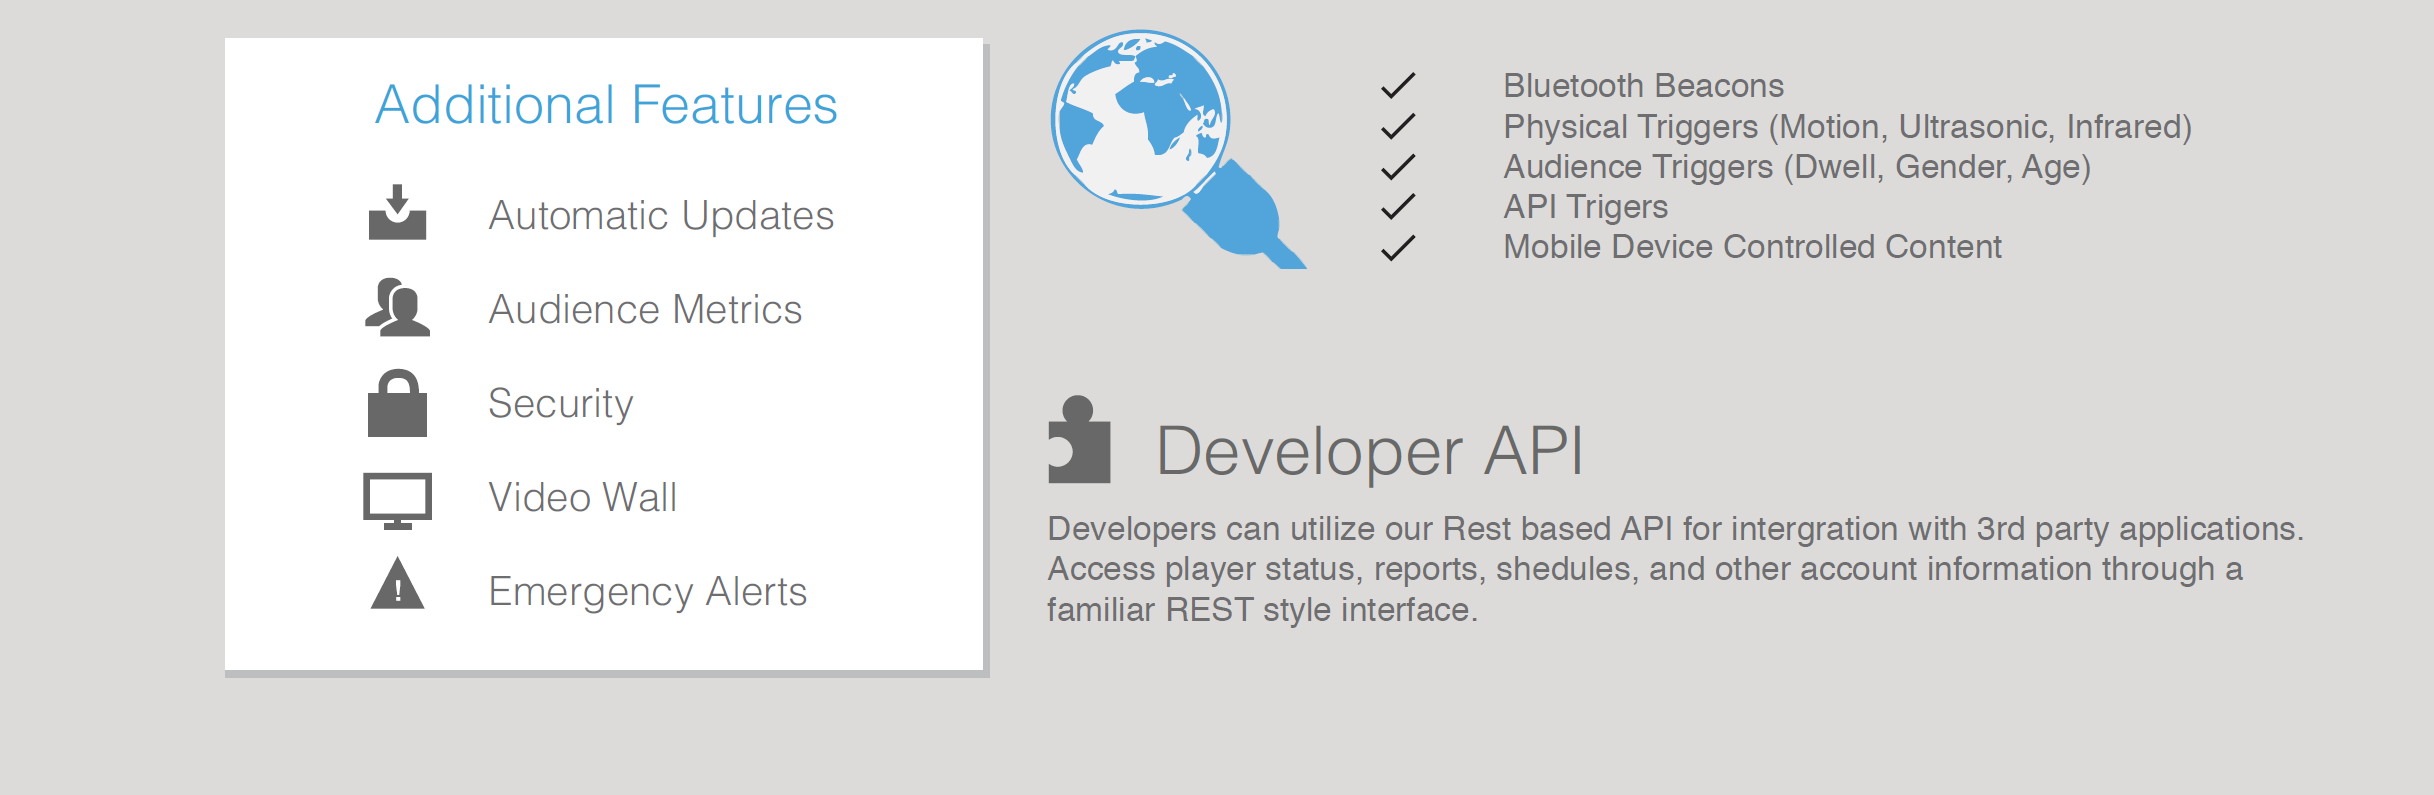 Additional Features
Automatic Updates
Audience Metrics
Security
Video Wall
Emergency Alerts
Bluetooth Beacons
Physical Triggers (Motion, Ultrasonic, Infrared)
Audience Triggers (Dwell, Gender, Age)
API Trigers
Mobile Device Controlled Content
Developer API
Developers can utilize our Rest based API for intergration with 3rd party applications.
Access player status, reports, shedules, and other account information through a
familiar REST style interface.